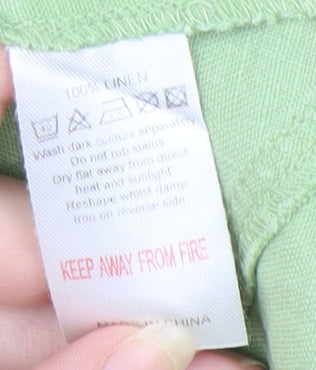 100% LINEN
Wash dark colours separately
Do not rub stains
Dry flat away from direct
heat and sunlight
Reshape whilst damp
Iron on reverse side
KEEP AWAY FROM FIRE
MADE IN CHINA